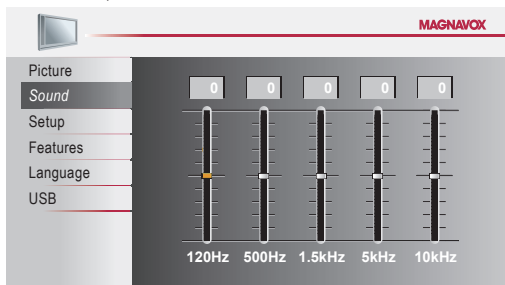 MAGNAVOX
Picture
Sound
Setup
Features
Language
USB
0 0 0 0 0
120Hz 500Hz 1.5kHz 5kHz 10kHz